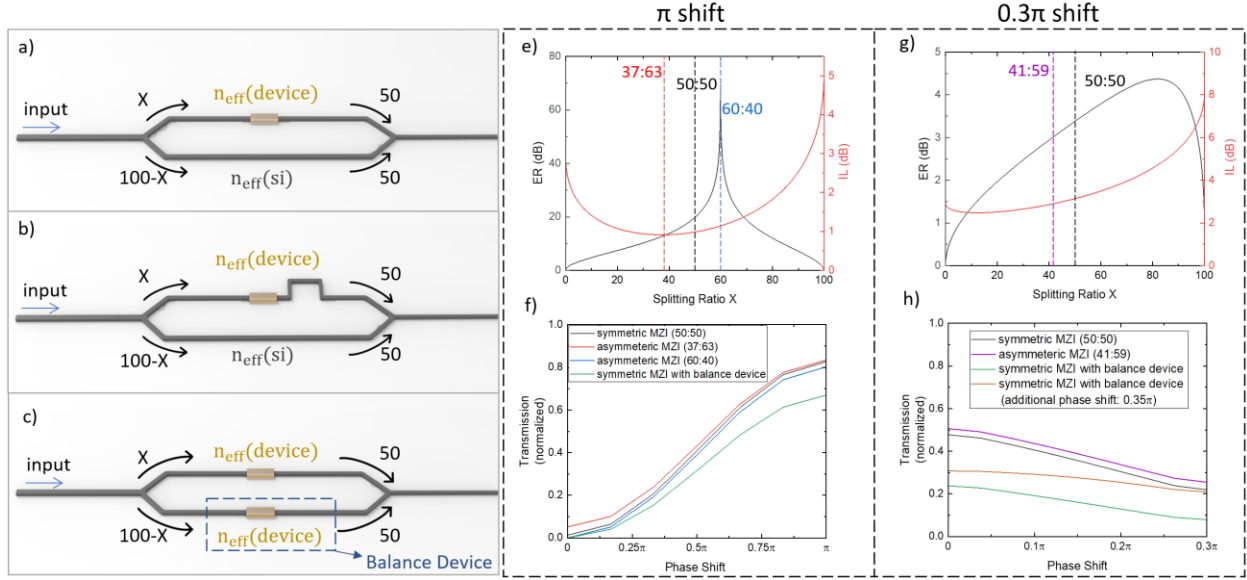 a)
n_eff(device)
X
50
input
100-X
n_eff(si)
50
b)
n_eff(device)
X
50
input
100-X
n_eff(si)
50
c)
n_eff(device)
X
50
input
100-X
n_eff(device)
50
Balance Device
π shift
e)
80
60
40
20
0
ER (dB)
37:63
50:50
60:40
5
4
3
2
1
0
IL (dB)
0
20
40
60
80
100
Splitting Ratio X
f)
1.0
0.8
0.6
0.4
0.2
0.0
Transmission
(normalized)
symmetric MZI (50:50)
asymmeteric MZI (37:63)
asymmeteric MZI (60:40)
symmetric MZI with balance device
0
0.25π
0.5π
0.75π
π
Phase Shift
0.3π shift
g)
5
4
3
2
1
0
ER (dB)
41:59
50:50
10
8
6
4
2
0
IL (dB)
0
20
40
60
80
100
Splitting Ratio X
h)
1.0
0.8
0.6
0.4
0.2
0.0
Transmission
(normalized)
symmetric MZI (50:50)
asymmeteric MZI (41:59)
symmetric MZI with balance device
symmetric MZI with balance device
(additional phase shift: 0.35π)
0
0.1π
0.2π
0.3π
Phase Shift